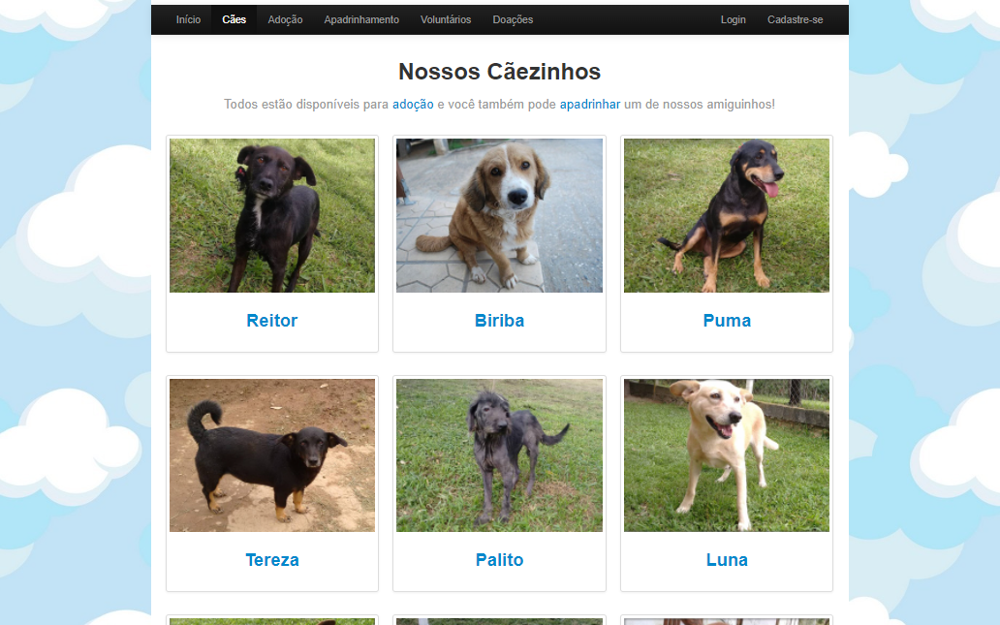 Início Cães Adoção Apadrinhamento Voluntários Doações Login Cadastre-se
Nossos Cãezinhos
Todos estão disponíveis para adoção e você também pode apadrinhar um de nossos amiguinhos!
Reitor Biriba Puma
Tereza Palito Luna